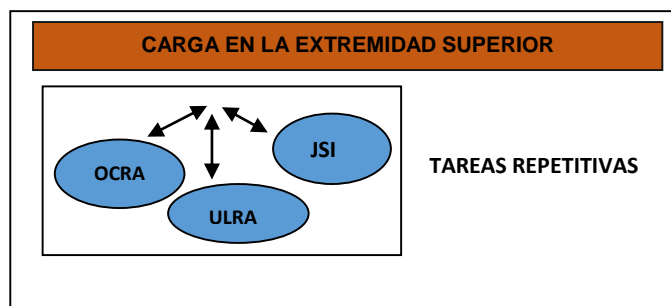 CARGA EN LA EXTREMIDAD SUPERIOR
JSI
OCRA
TAREAS REPETITIVAS
ULRA